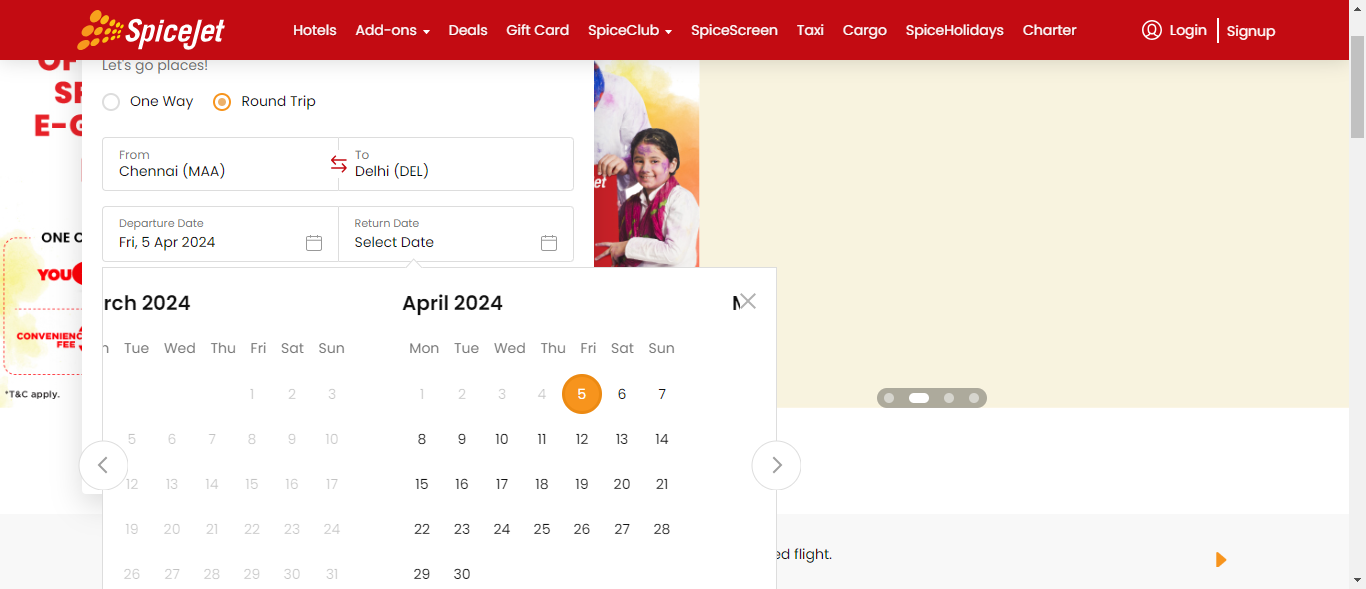 SpiceJet
Hotels Add-ons Deals Gift Card SpiceClub SpiceScreen Taxi Cargo SpiceHolidays Charter Login Signup
Let's go places!
One Way Round Trip
From
Chennai (MAA)
To
Delhi (DEL)
Departure Date
Fri, 5 Apr 2024
Return Date
Select Date
ONE
YOU
CONVENIENC
FEE
*T&C apply.
rch 2024
Tue Wed Thu Fri Sat Sun
1 2 3
5 6 7 8 9 10
12 13 14 15 16 17
19 20 21 22 23 24
26 27 28 29 30 31
April 2024
Mon Tue Wed Thu Fri Sat Sun
1 2 3 4 5 6 7
8 9 10 11 12 13 14
15 16 17 18 19 20 21
22 23 24 25 26 27 28
29 30
ed flight.